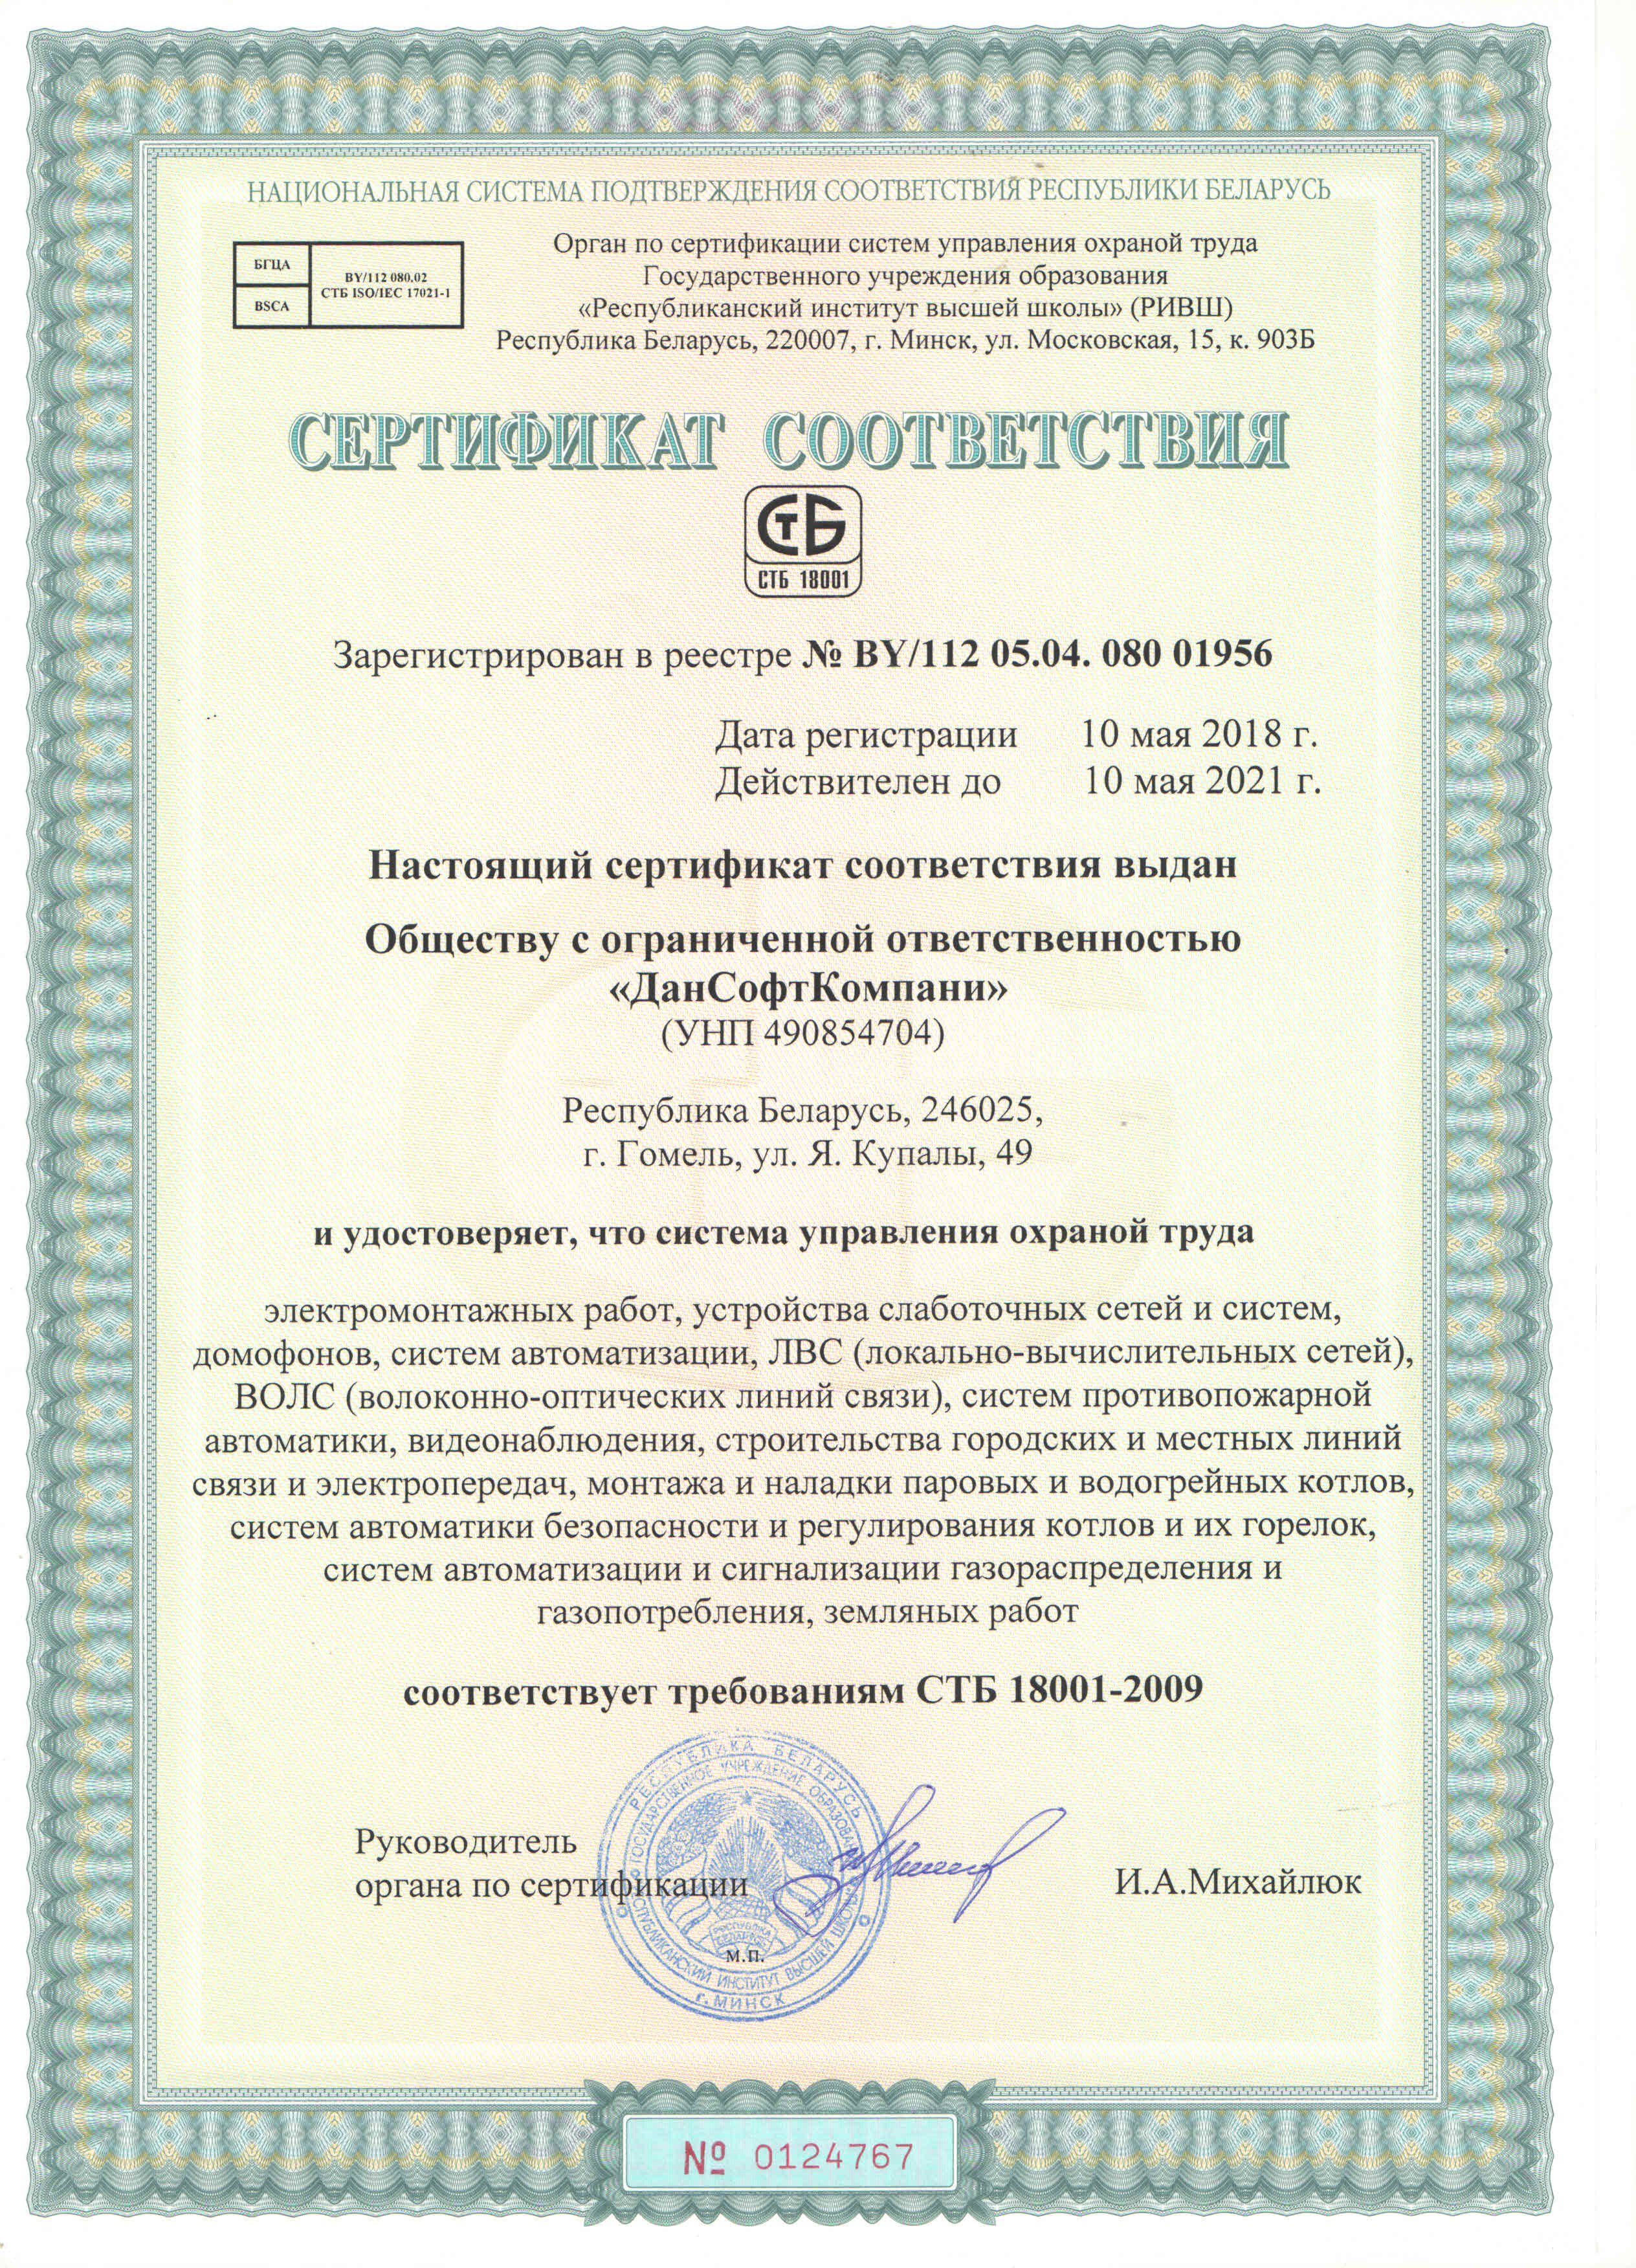 НАЦИОНАЛЬНАЯ СИСТЕМА ПОДТВЕРЖДЕНИЯ СООТВЕТСТВИЯ РЕСПУБЛИКИ БЕЛАРУСЬ
БГЦА
BSCA
BY/112 080.02
СТБ ISO/IEC 17021-1
Орган по сертификации систем управления охраной труда
Государственного учреждения образования
«Республиканский институт высшей школы» (РИВШ)
Республика Беларусь, 220007, г. Минск, ул. Московская, 15, к. 903Б
СЕРТИФИКАТ СООТВЕТСТВИЯ
СТБ
СТБ 18001
Зарегистрирован в реестре № BY/112 05.04. 080 01956
Дата регистрации 10 мая 2018 г.
Действителен до 10 мая 2021 г.
Настоящий сертификат соответствия выдан
Обществу с ограниченной ответственностью
«ДанСофтКомпани»
(УНП 490854704)
Республика Беларусь, 246025,
г. Гомель, ул. Я. Купалы, 49
и удостоверяет, что система управления охраной труда
электромонтажных работ, устройства слаботочных сетей и систем,
домофонов, систем автоматизации, ЛВС (локально-вычислительных сетей),
ВОЛС (волоконно-оптических линий связи), систем противопожарной
автоматики, видеонаблюдения, строительства городских и местных линий
связи и электропередач, монтажа и наладки паровых и водогрейных котлов,
систем автоматики безопасности и регулирования котлов и их горелок,
систем автоматизации и сигнализации газораспределения и
газопотребления, земляных работ
соответствует требованиям СТБ 18001-2009
РЕСПУБЛИКА БЕЛАРУСЬ
ГОСУДАРСТВЕННОЕ УЧРЕЖДЕНИЕ ОБРАЗОВАНИЯ
РЕСПУБЛИКАНСКИЙ ИНСТИТУТ ВЫСШЕЙ ШКОЛЫ
г. МИНСК
Руководитель
органа по сертификации
И.А.Михайлюк
М.П.
№ 0124767